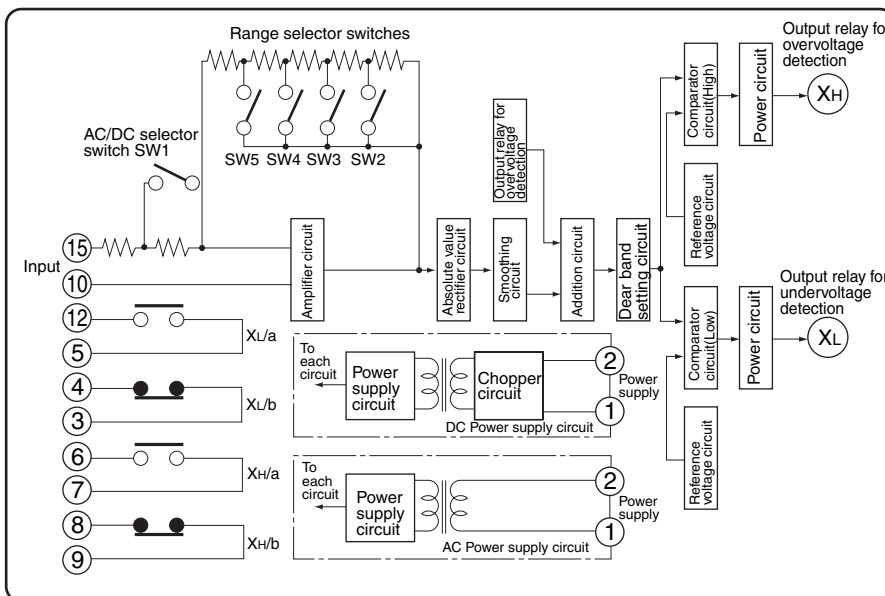 Range selector switches
AC/DC selector
switch SW1
SW5 SW4 SW3 SW2
Output relay for
overvoltage
detection
Output relay fo
overvoltage
detection
Comparator
circuit(High)
Power circuit
XH
Reference
voltage circuit
Input
15
10
Amplifier circuit
Absolute value
rectifier circuit
Smoothing
circuit
Addition circuit
Dear band
setting circuit
Output relay for
undervoltage
detection
Comparator
circuit(Low)
Power circuit
XL
Reference
voltage circuit
12
5
XL/a
4
3
XL/b
6
7
XH/a
8
9
XH/b
To
each
circuit
Power
supply
circuit
Chopper
circuit
2
Power
supply
1
DC Power supply circuit
To
each
circuit
Power
supply
circuit
2
Power
supply
1
AC Power supply circuit